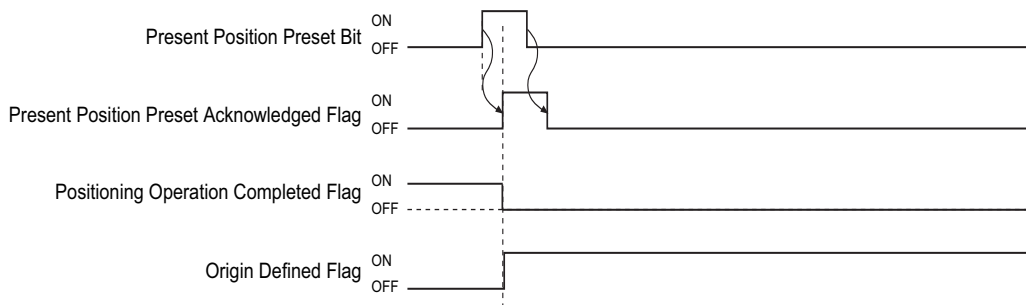 ON
Present Position Preset Bit
OFF
ON
Present Position Preset Acknowledged Flag
OFF
ON
Positioning Operation Completed Flag
OFF
ON
Origin Defined Flag
OFF